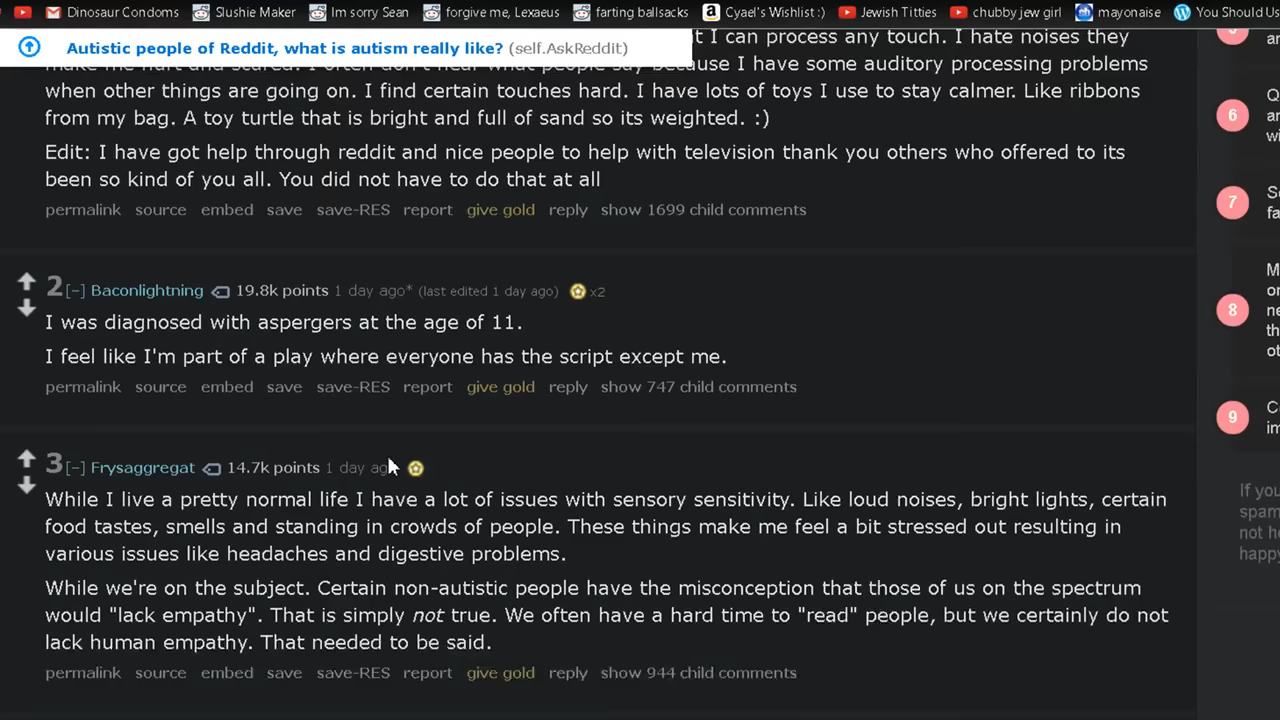 Dinosaur Condoms Slushie Maker Im sorry Sean forgive me, Lexaeus farting ballsacks Cyael's Wishlist :) Jewish Titties chubby jew girl mayonaise You Should Us
Autistic people of Reddit, what is autism really like? (self.AskReddit) t I can process any touch. I hate noises they
make me hurt and scared. I often don't hear what people say because I have some auditory processing problems
when other things are going on. I find certain touches hard. I have lots of toys I use to stay calmer. Like ribbons
from my bag. A toy turtle that is bright and full of sand so its weighted. :)
Edit: I have got help through reddit and nice people to help with television thank you others who offered to its
been so kind of you all. You did not have to do that at all
permalink source embed save save-RES report give gold reply show 1699 child comments
2 [−] Baconlightning 19.8k points 1 day ago* (last edited 1 day ago) x2
I was diagnosed with aspergers at the age of 11.
I feel like I'm part of a play where everyone has the script except me.
permalink source embed save save-RES report give gold reply show 747 child comments
3 [−] Frysaggregat 14.7k points 1 day ag
While I live a pretty normal life I have a lot of issues with sensory sensitivity. Like loud noises, bright lights, certain
food tastes, smells and standing in crowds of people. These things make me feel a bit stressed out resulting in
various issues like headaches and digestive problems.
While we're on the subject. Certain non-autistic people have the misconception that those of us on the spectrum
would "lack empathy". That is simply not true. We often have a hard time to "read" people, but we certainly do not
lack human empathy. That needed to be said.
permalink source embed save save-RES report give gold reply show 944 child comments
6
7
8
9
If you
spam
not he
happy